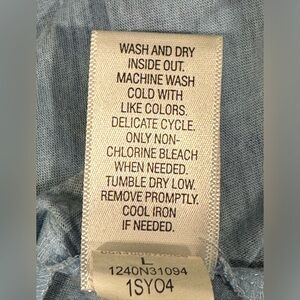 WASH AND DRY
INSIDE OUT.
MACHINE WASH
COLD WITH
LIKE COLORS.
DELICATE CYCLE.
ONLY NON-
CHLORINE BLEACH
WHEN NEEDED.
TUMBLE DRY LOW.
REMOVE PROMPTLY.
COOL IRON
IF NEEDED.
L
1240N31094
1SY04